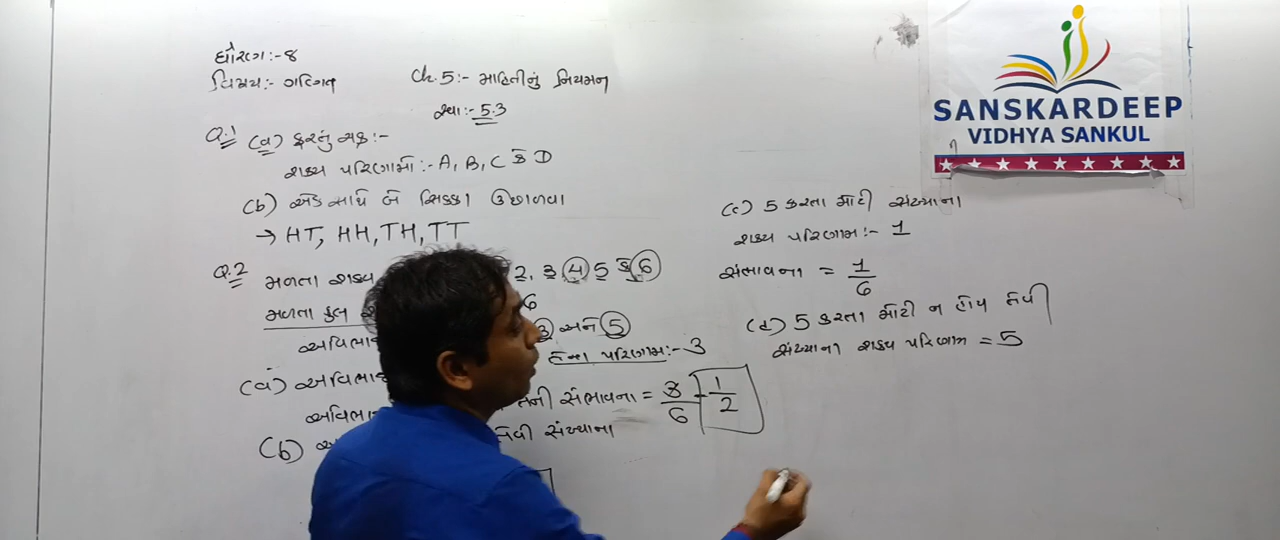 ધોરણ:- ૮
વિષય:- ગણિત
Ch. 5:- માહિતીનું નિયમન
સ્વા:- 5.3
Q.1 (a) ફરતું ચક્ર:-
શક્ય પરિણામો:- A, B, C કે D
(b) એક સાથે બે સિક્કા ઉછાળવા
→ HT, HH, TH, TT
Q.2 મળતા શક્ય 2, 3, 4 5 કે 6
મળતા કુલ 6
અવિભા 3 અને 5
તેના પરિણામ:- 3
(a) અવિભા
અવિભા તેની સંભાવના = 3/6 = 1/2
(b) અ તેવી સંખ્યાના
(c) 5 કરતા મોટી સંખ્યાના
શક્ય પરિણામ:- 1
સંભાવના = 1/6
(d) 5 કરતા મોટી ન હોય તેવી
સંખ્યાના શક્ય પરિણામ = 5
SANSKARDEEP
VIDHYA SANKUL